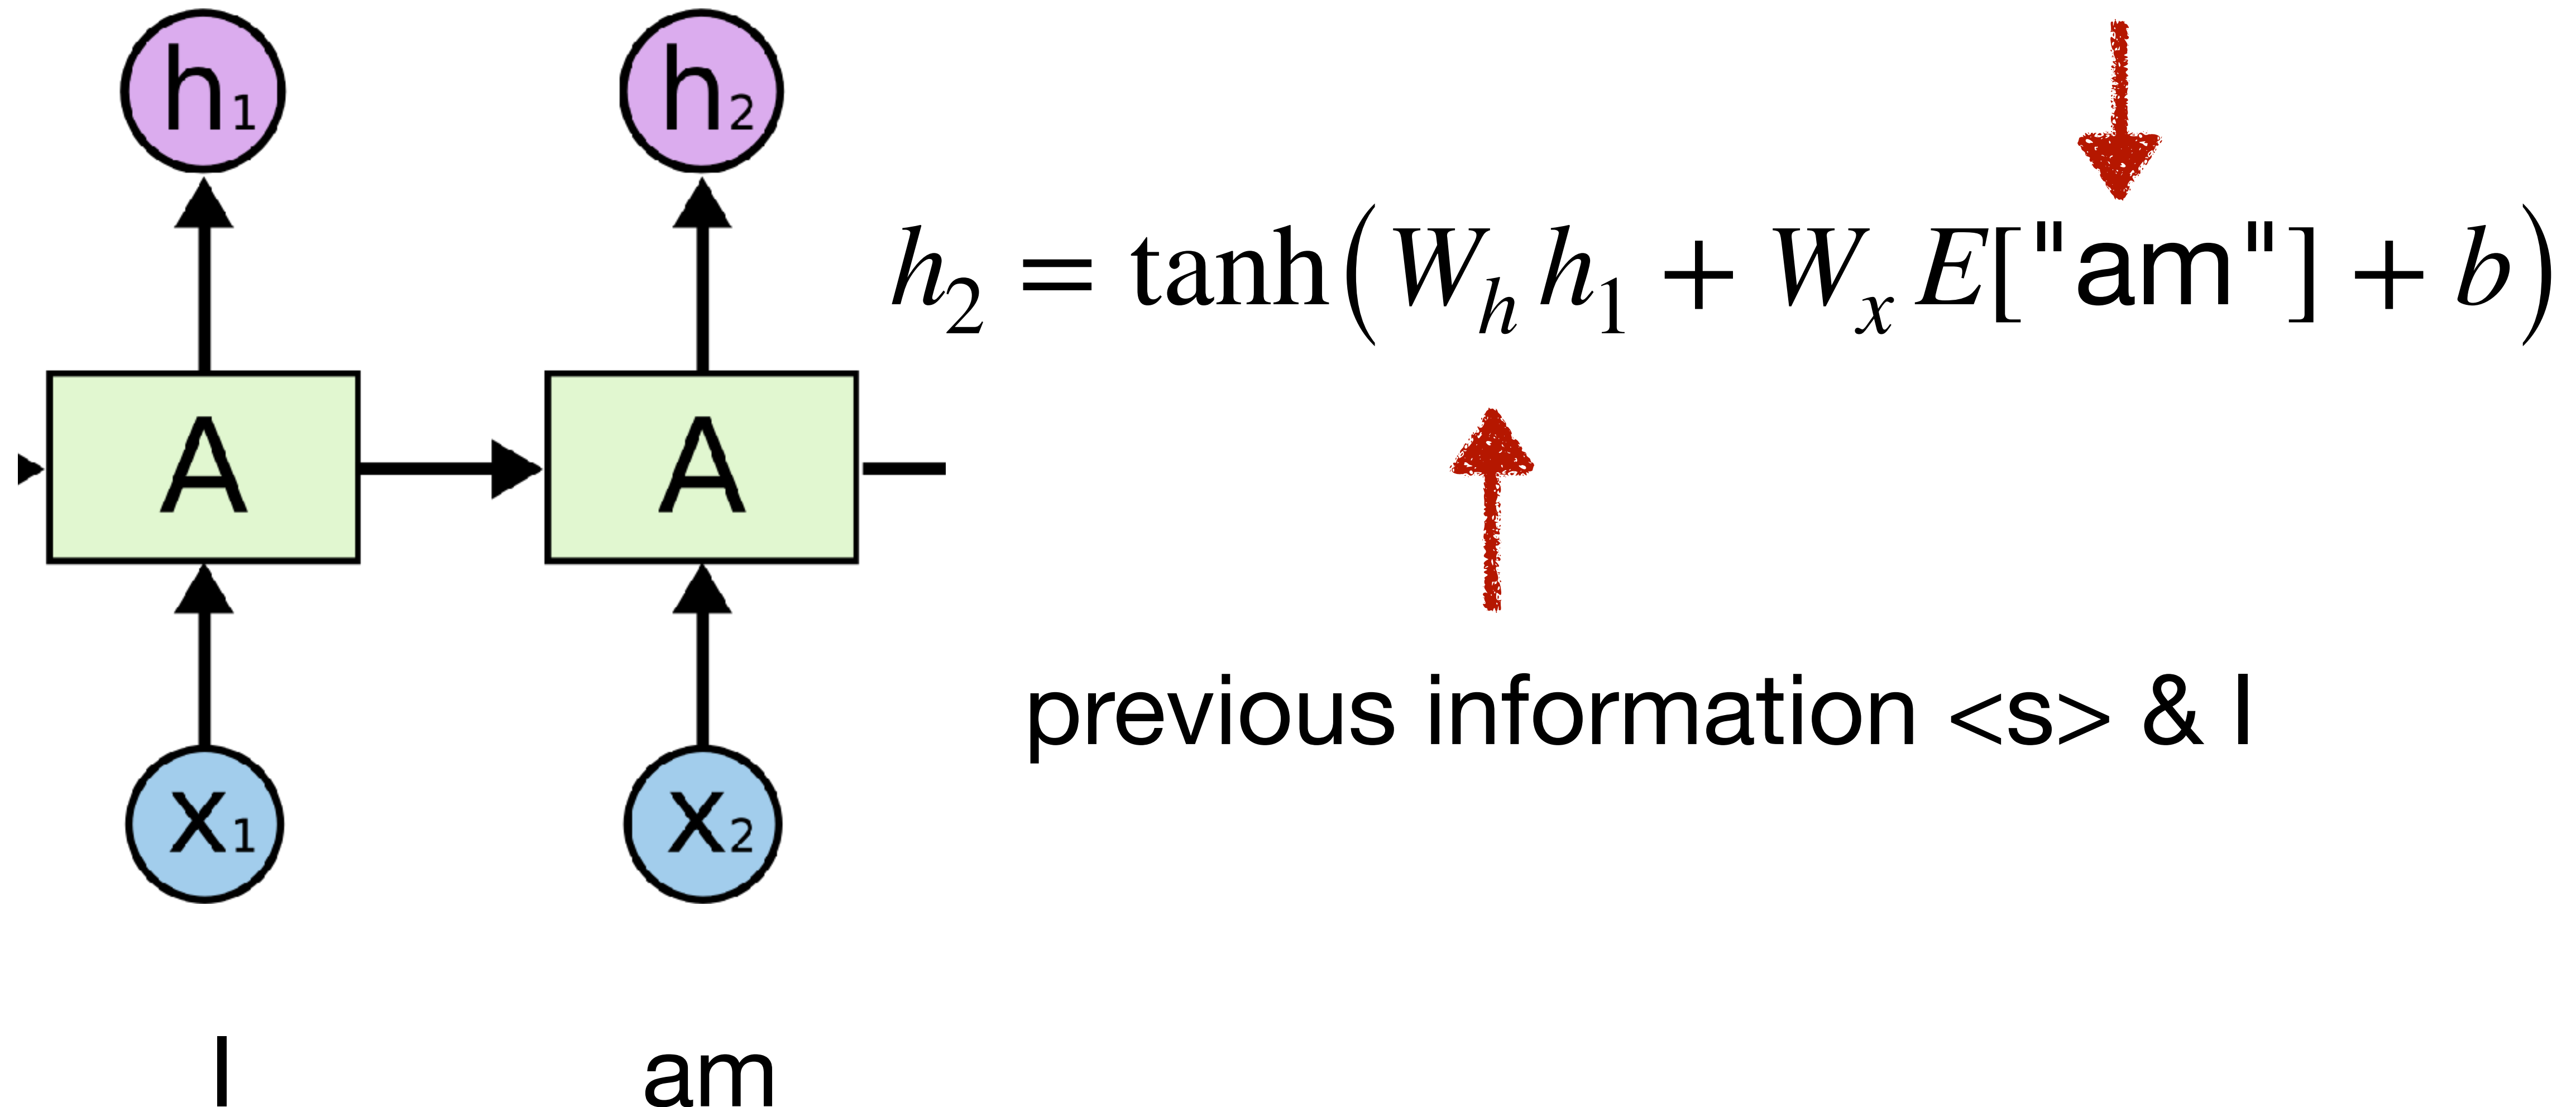 h₁ h₂
h₂ = tanh(Wₕ h₁ + Wₓ E["am"] + b)
A A
previous information <s> & I
x₁ x₂
I am